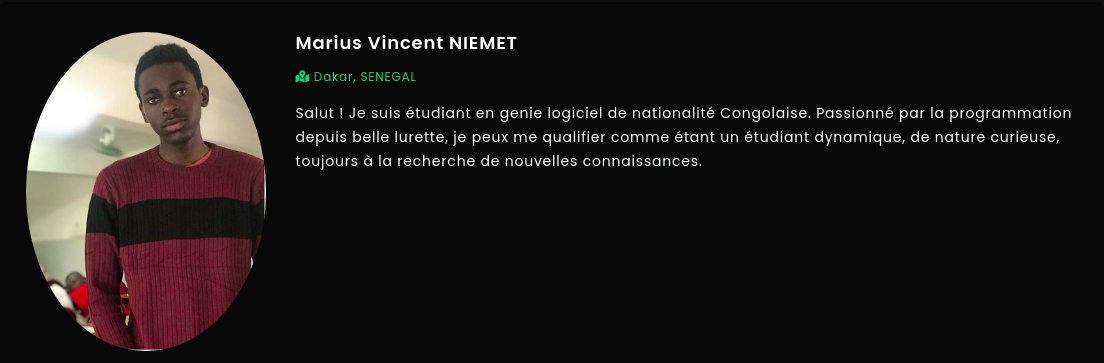 Marius Vincent NIEMET
Dakar, SENEGAL
Salut ! Je suis étudiant en genie logiciel de nationalité Congolaise. Passionné par la programmation
depuis belle lurette, je peux me qualifier comme étant un étudiant dynamique, de nature curieuse,
toujours à la recherche de nouvelles connaissances.